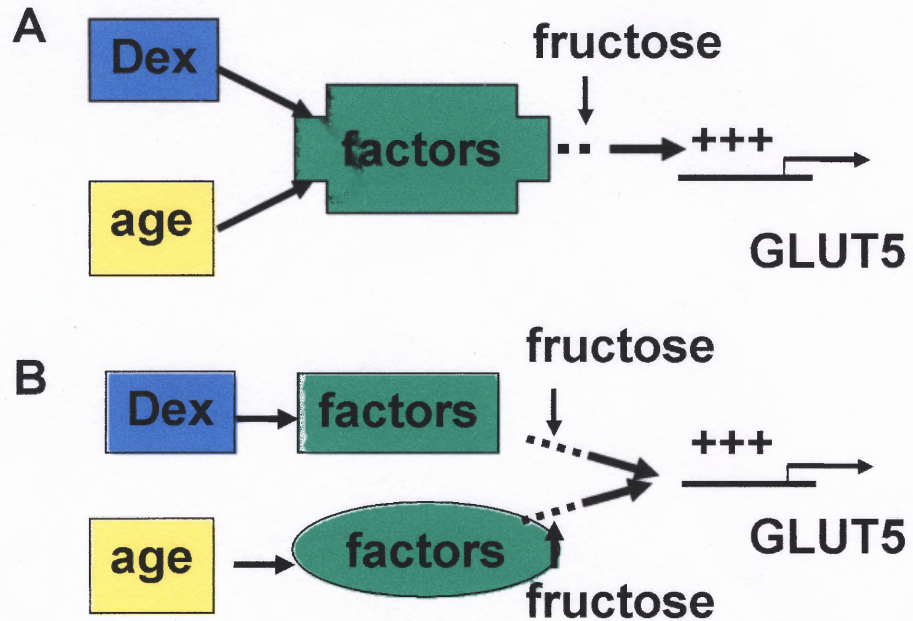 A
Dex
fructose
factors
+++
age
GLUT5
B
fructose
Dex
factors
+++
age
factors
GLUT5
fructose